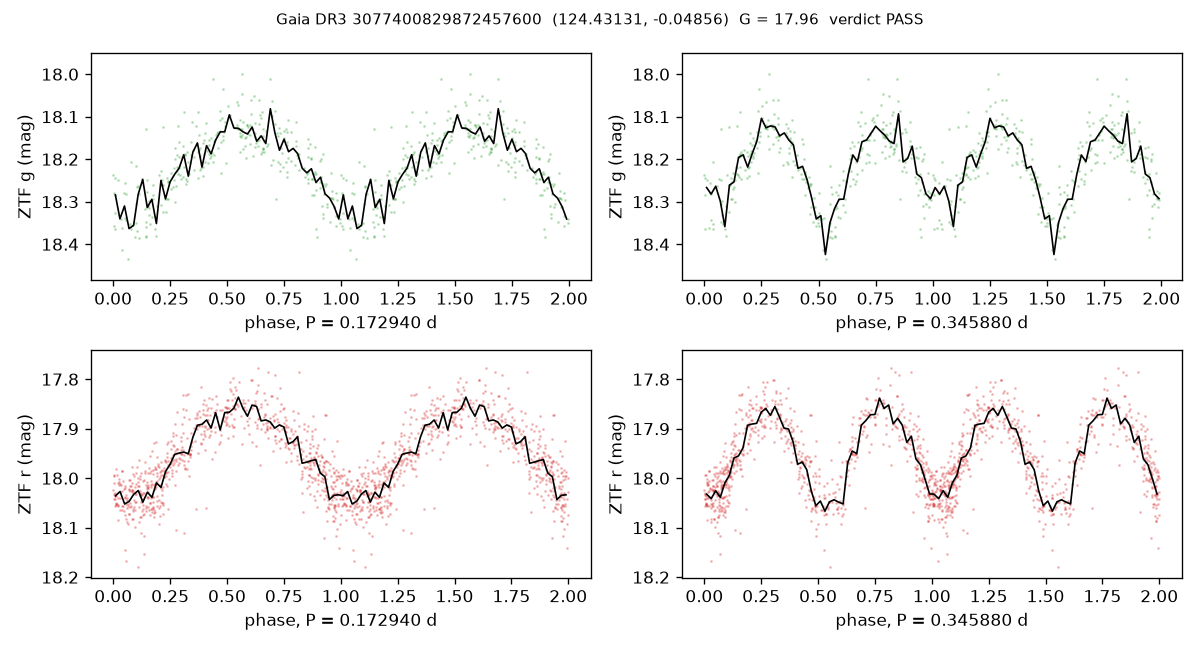 Gaia DR3 3077400829872457600  (124.43131, -0.04856)  G = 17.96  verdict PASS
ZTF g (mag)
18.0
18.1
18.2
18.3
18.4
0.00 0.25 0.50 0.75 1.00 1.25 1.50 1.75 2.00
phase, P = 0.172940 d
ZTF g (mag)
18.0
18.1
18.2
18.3
18.4
0.00 0.25 0.50 0.75 1.00 1.25 1.50 1.75 2.00
phase, P = 0.345880 d
ZTF r (mag)
17.8
17.9
18.0
18.1
18.2
0.00 0.25 0.50 0.75 1.00 1.25 1.50 1.75 2.00
phase, P = 0.172940 d
ZTF r (mag)
17.8
17.9
18.0
18.1
18.2
0.00 0.25 0.50 0.75 1.00 1.25 1.50 1.75 2.00
phase, P = 0.345880 d